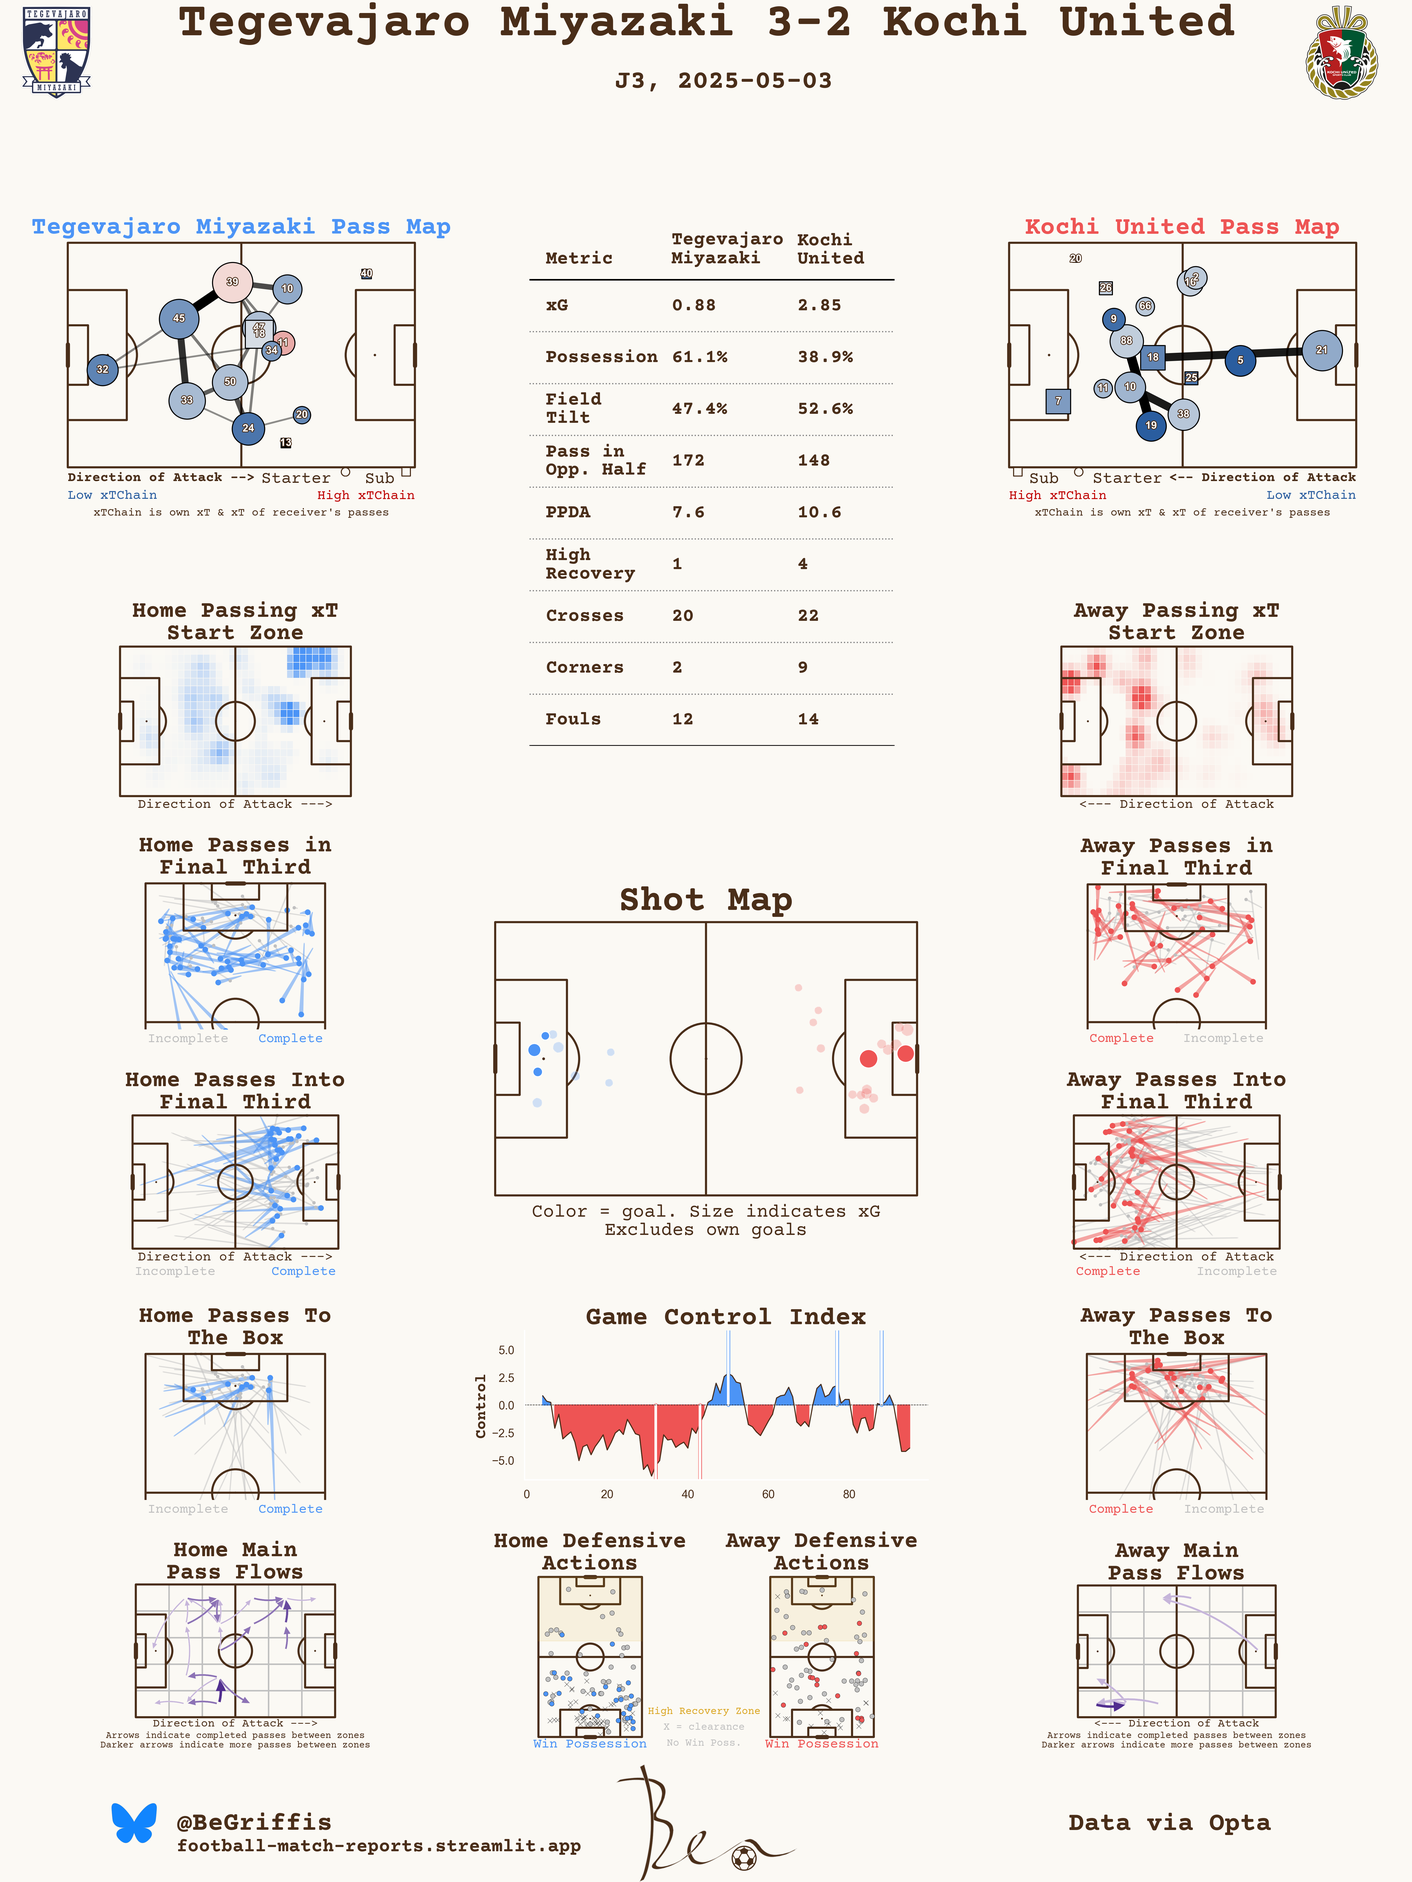 Tegevajaro Miyazaki 3-2 Kochi United
J3, 2025-05-03
TEGEVAJARO
MIYAZAKI
KOCHI UNITED
Tegevajaro Miyazaki Pass Map
39
10
40
45
47
18
11
34
32
50
33
24
20
13
Direction of Attack --> Starter Sub
Low xTChain High xTChain
xTChain is own xT & xT of receiver's passes
Metric Tegevajaro Miyazaki Kochi United
xG 0.88 2.85
Possession 61.1% 38.9%
Field Tilt 47.4% 52.6%
Pass in Opp. Half 172 148
PPDA 7.6 10.6
High Recovery 1 4
Crosses 20 22
Corners 2 9
Fouls 12 14
Kochi United Pass Map
20
2
16
26
66
9
88
18
5
21
25
11
10
7
38
19
Sub Starter <-- Direction of Attack
High xTChain Low xTChain
xTChain is own xT & xT of receiver's passes
Home Passing xT
Start Zone
Direction of Attack --->
Away Passing xT
Start Zone
<--- Direction of Attack
Home Passes in
Final Third
Incomplete Complete
Away Passes in
Final Third
Complete Incomplete
Shot Map
Color = goal. Size indicates xG
Excludes own goals
Home Passes Into
Final Third
Direction of Attack --->
Incomplete Complete
Away Passes Into
Final Third
<--- Direction of Attack
Complete Incomplete
Home Passes To
The Box
Incomplete Complete
Game Control Index
Control
5.0
2.5
0.0
−2.5
−5.0
0 20 40 60 80
Away Passes To
The Box
Complete Incomplete
Home Main
Pass Flows
Direction of Attack --->
Arrows indicate completed passes between zones
Darker arrows indicate more passes between zones
Home Defensive
Actions
Win Possession
High Recovery Zone
X = clearance
No Win Poss.
Away Defensive
Actions
Win Possession
Away Main
Pass Flows
<--- Direction of Attack
Arrows indicate completed passes between zones
Darker arrows indicate more passes between zones
@BeGriffis
football-match-reports.streamlit.app
Ben
Data via Opta